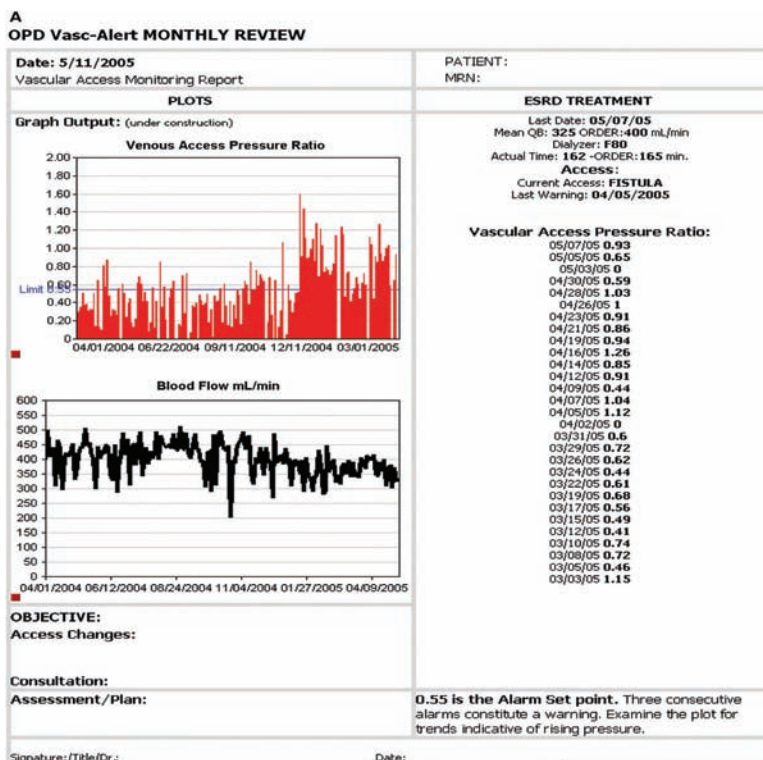 A
OPD Vasc-Alert MONTHLY REVIEW
Date: 5/11/2005
Vascular Access Monitoring Report
PATIENT:
MRN:
PLOTS
Graph Output: (under construction)
Venous Access Pressure Ratio
2.00
1.80
1.60
1.40
1.20
1.00
0.80
0.60
Limit 0.55
0.40
0.20
0
04/01/2004 06/22/2004 09/11/2004 12/11/2004 03/01/2005
Blood Flow mL/min
600
550
500
450
400
350
300
250
200
150
100
50
0
04/01/2004 06/12/2004 08/24/2004 11/04/2004 01/27/2005 04/09/2005
ESRD TREATMENT
Last Date: 05/07/05
Mean QB: 325 ORDER:400 mL/min
Dialyzer: F80
Actual Time: 162 -ORDER:165 min.
Access:
Current Access: FISTULA
Last Warning: 04/05/2005
Vascular Access Pressure Ratio:
05/07/05 0.93
05/05/05 0.65
05/03/05 0
04/30/05 0.59
04/28/05 1.03
04/26/05 1
04/23/05 0.91
04/21/05 0.86
04/19/05 0.94
04/16/05 1.26
04/14/05 0.85
04/12/05 0.91
04/09/05 0.44
04/07/05 1.04
04/05/05 1.12
04/02/05 0
03/31/05 0.6
03/29/05 0.72
03/26/05 0.62
03/24/05 0.44
03/22/05 0.61
03/19/05 0.68
03/17/05 0.56
03/15/05 0.49
03/12/05 0.41
03/10/05 0.74
03/08/05 0.72
03/05/05 0.46
03/03/05 1.15
OBJECTIVE:
Access Changes:
Consultation:
Assessment/Plan:
0.55 is the Alarm Set point. Three consecutive
alarms constitute a warning. Examine the plot for
trends indicative of rising pressure.
Signature:/Title/Dr.:
Date: